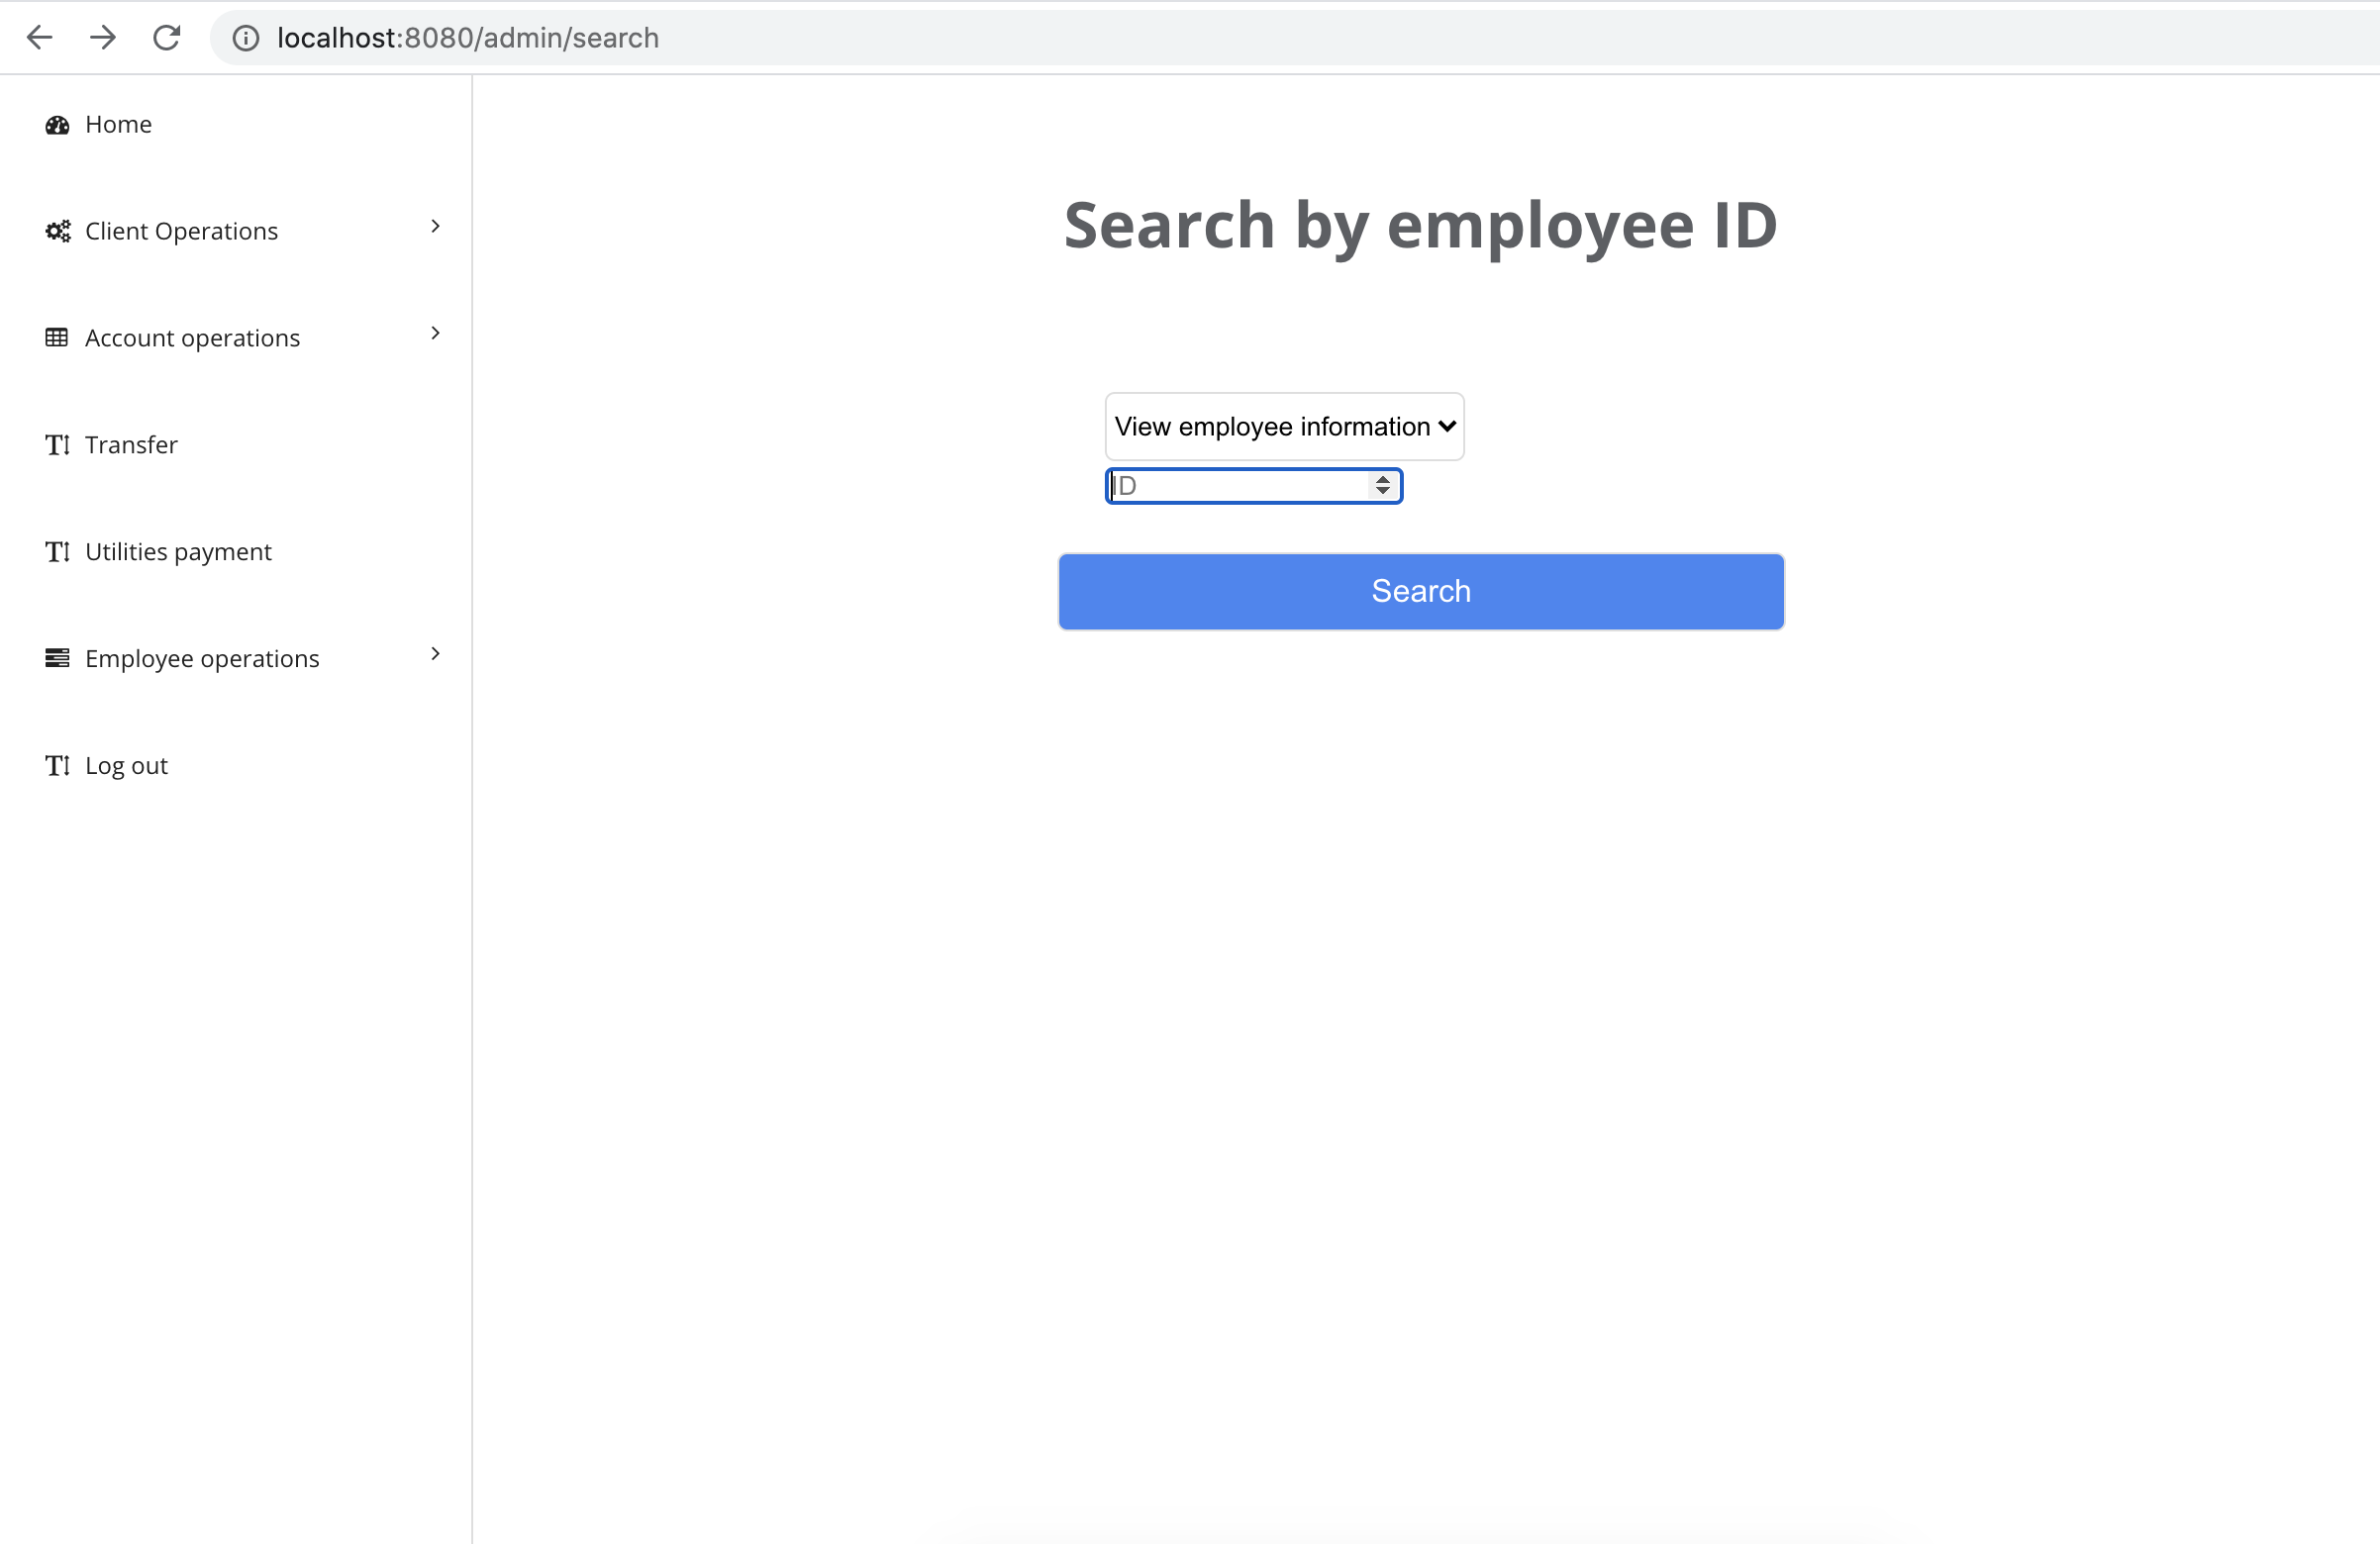 localhost:8080/admin/search
Home
Client Operations
Account operations
Transfer
Utilities payment
Employee operations
Log out
Search by employee ID
View employee information
ID
Search